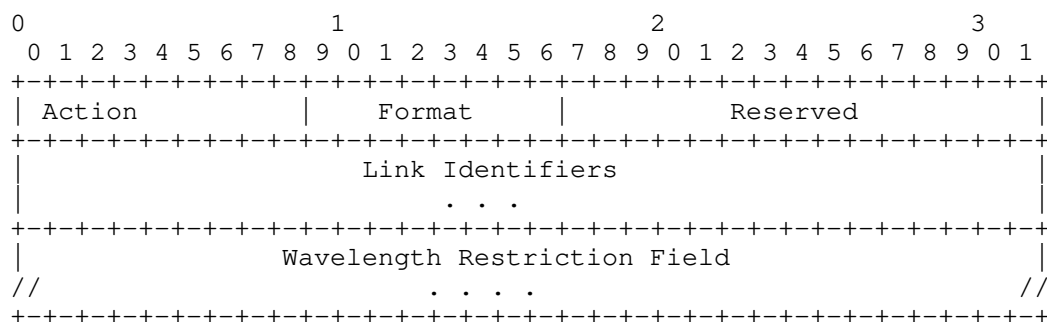 0                   1                   2                   3
 0 1 2 3 4 5 6 7 8 9 0 1 2 3 4 5 6 7 8 9 0 1 2 3 4 5 6 7 8 9 0 1
+-+-+-+-+-+-+-+-+-+-+-+-+-+-+-+-+-+-+-+-+-+-+-+-+-+-+-+-+-+-+-+-+
| Action          |    Format     |          Reserved           |
+-+-+-+-+-+-+-+-+-+-+-+-+-+-+-+-+-+-+-+-+-+-+-+-+-+-+-+-+-+-+-+-+
|                     Link Identifiers                          |
|                          . . .                                |
+-+-+-+-+-+-+-+-+-+-+-+-+-+-+-+-+-+-+-+-+-+-+-+-+-+-+-+-+-+-+-+-+
|                Wavelength Restriction Field                   |
//                        . . . .                              //
+-+-+-+-+-+-+-+-+-+-+-+-+-+-+-+-+-+-+-+-+-+-+-+-+-+-+-+-+-+-+-+-+